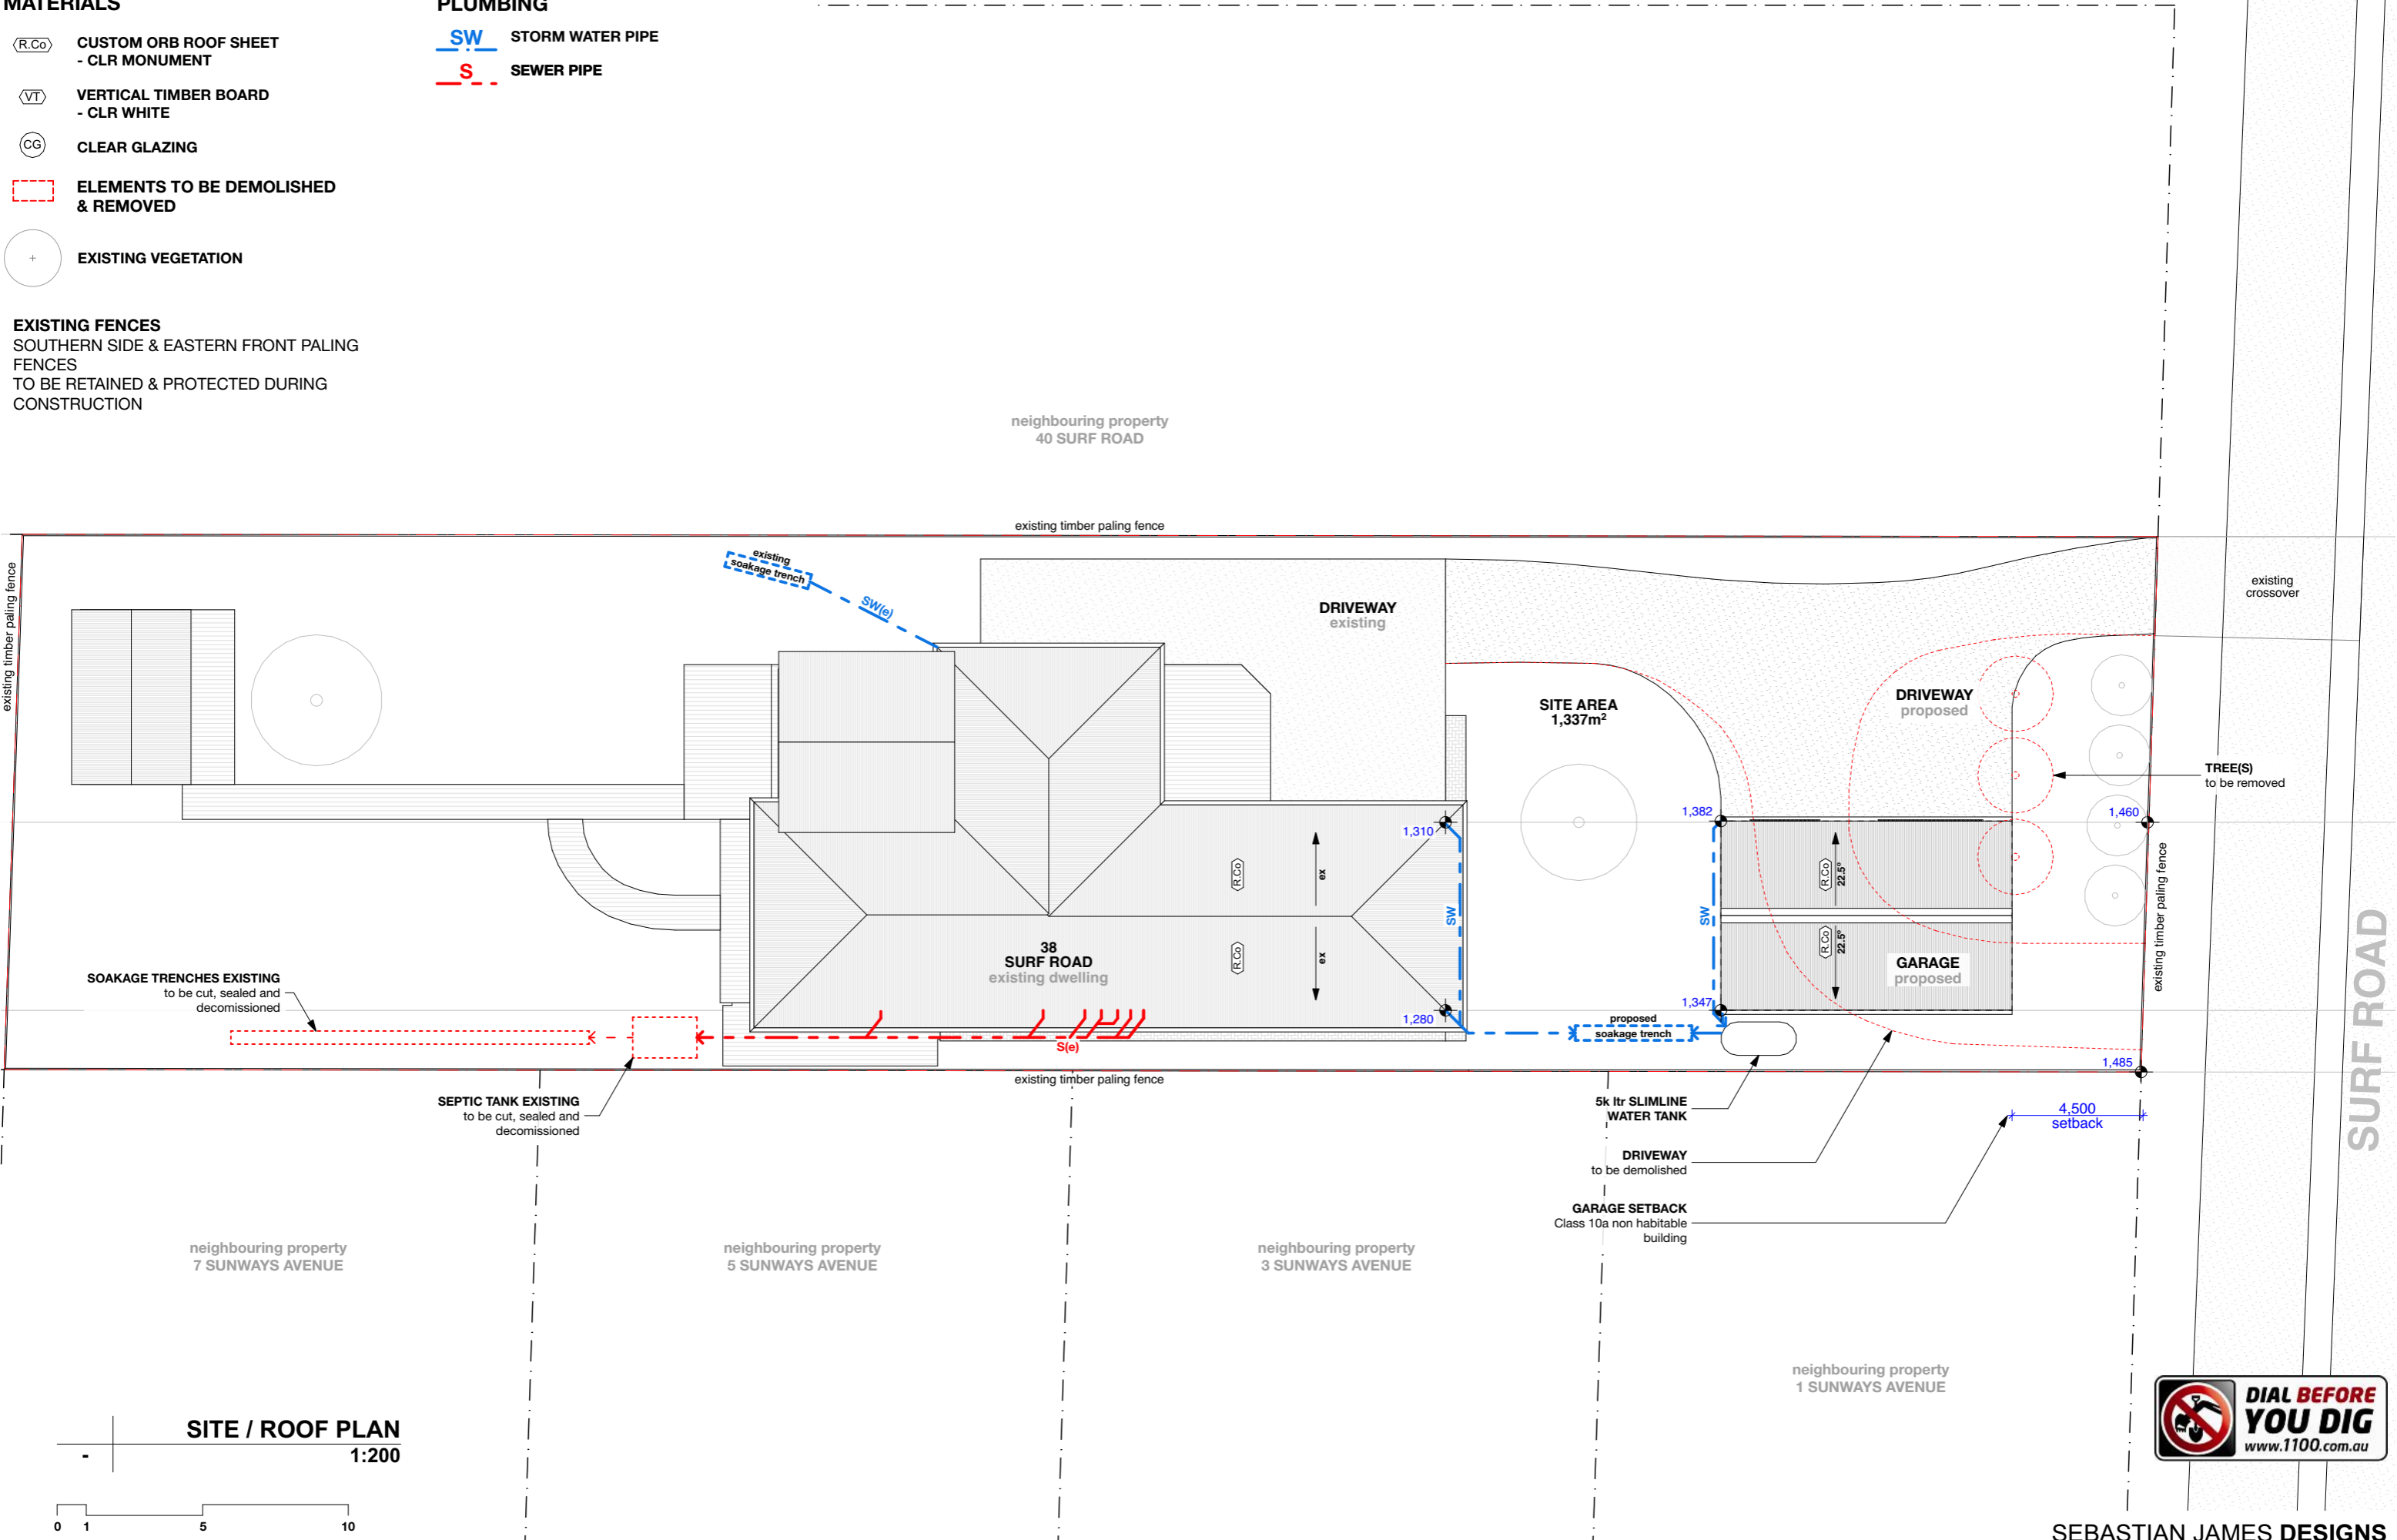 MATERIALS
R.Co
CUSTOM ORB ROOF SHEET
- CLR MONUMENT
VT
VERTICAL TIMBER BOARD
- CLR WHITE
CG
CLEAR GLAZING
ELEMENTS TO BE DEMOLISHED
& REMOVED
EXISTING VEGETATION
EXISTING FENCES
SOUTHERN SIDE & EASTERN FRONT PALING
FENCES
TO BE RETAINED & PROTECTED DURING
CONSTRUCTION
PLUMBING
SW
STORM WATER PIPE
S
SEWER PIPE
neighbouring property
40 SURF ROAD
existing timber paling fence
existing timber paling fence
existing
soakage trench
SW(e)
DRIVEWAY
existing
SITE AREA
1,337m²
DRIVEWAY
proposed
existing
crossover
TREE(S)
to be removed
1,382
1,460
1,310
R.Co
ex
SW
SW
R.Co
22.5°
R.Co
ex
R.Co
22.5°
38
SURF ROAD
existing dwelling
GARAGE
proposed
existing timber paling fence
SURF ROAD
SOAKAGE TRENCHES EXISTING
to be cut, sealed and
decomissioned
1,280
1,347
proposed
soakage trench
S(e)
1,485
existing timber paling fence
SEPTIC TANK EXISTING
to be cut, sealed and
decomissioned
5k ltr SLIMLINE
WATER TANK
4,500
setback
DRIVEWAY
to be demolished
GARAGE SETBACK
Class 10a non habitable
building
neighbouring property
7 SUNWAYS AVENUE
neighbouring property
5 SUNWAYS AVENUE
neighbouring property
3 SUNWAYS AVENUE
neighbouring property
1 SUNWAYS AVENUE
SITE / ROOF PLAN
-
1:200
0 1 5 10
DIAL BEFORE
YOU DIG
www.1100.com.au
SEBASTIAN JAMES DESIGNS